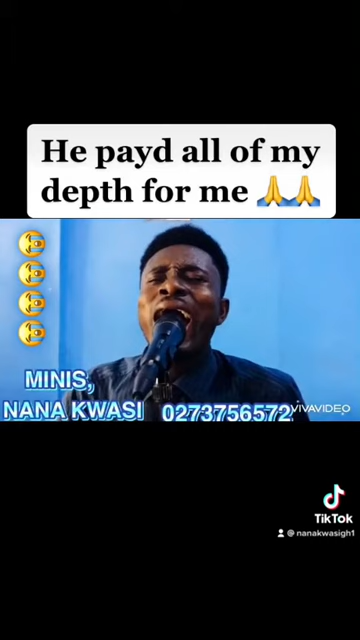 He payd all of my
depth for me 🙏🙏
MINIS,
NANA KWASI 0273756572
VIVAVIDEO
TikTok
@ nanakwasigh1